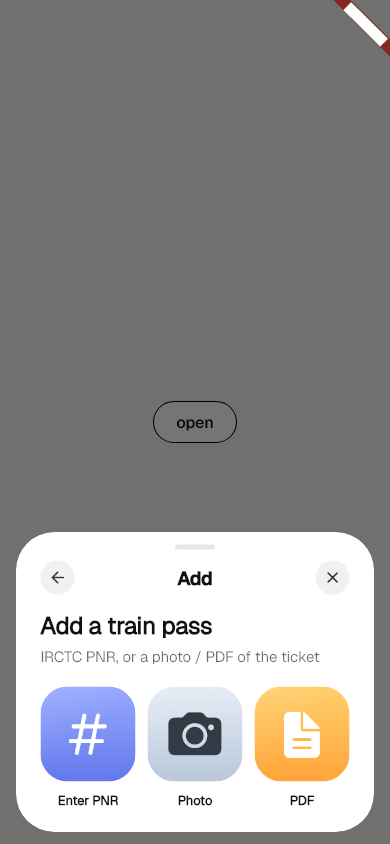 open
Add
Add a train pass
IRCTC PNR, or a photo / PDF of the ticket
Enter PNR
Photo
PDF